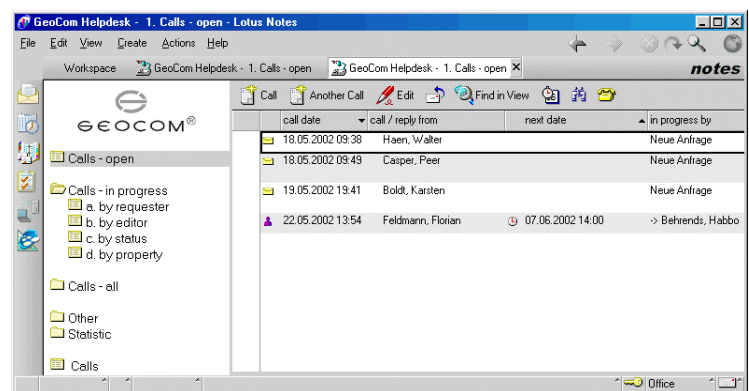 GeoCom Helpdesk - 1. Calls - open - Lotus Notes
File Edit View Create Actions Help
Workspace GeoCom Helpdesk - 1. Calls - open GeoCom Helpdesk - 1. Calls - open notes
Call Another Call Edit Find in View
GEOCOM®
call date call / reply from next date in progress by
18.05.2002 09:38 Haen, Walter Neue Anfrage
Calls - open
18.05.2002 09:49 Casper, Peer Neue Anfrage
Calls - in progress
19.05.2002 19:41 Boldt, Karsten Neue Anfrage
a. by requester
b. by editor
22.05.2002 13:54 Feldmann, Florian 07.06.2002 14:00 -> Behrends, Habbo
c. by status
d. by property
Calls - all
Other
Statistic
Calls
Office